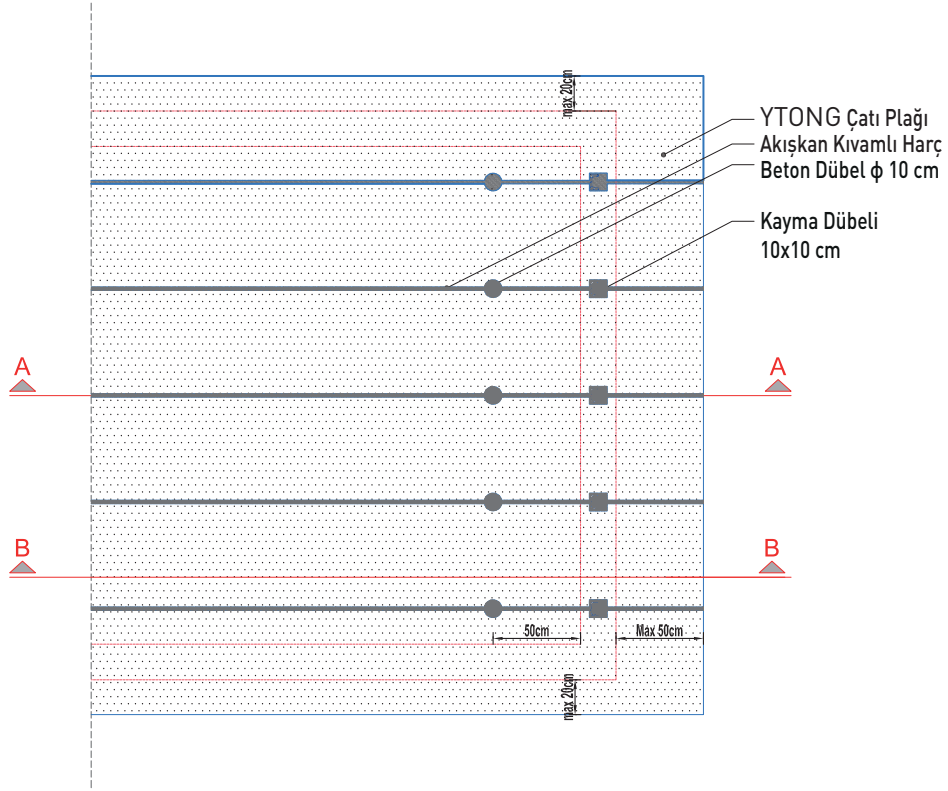 max 20cm
YTONG Çatı Plağı
Akışkan Kıvamlı Harç
Beton Dübel ϕ 10 cm
Kayma Dübeli
10x10 cm
A
A
B
B
50cm
Max 50cm
max 20cm